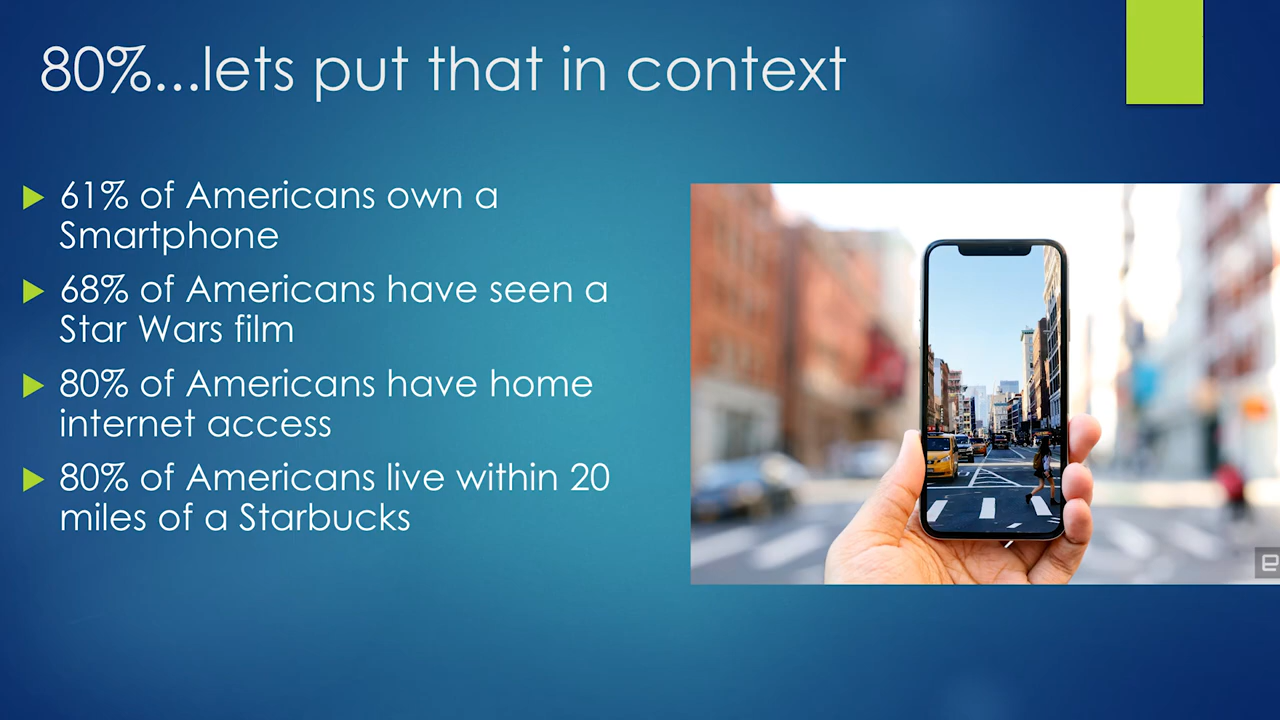 80%...lets put that in context
61% of Americans own a
Smartphone
68% of Americans have seen a
Star Wars film
80% of Americans have home
internet access
80% of Americans live within 20
miles of a Starbucks
e